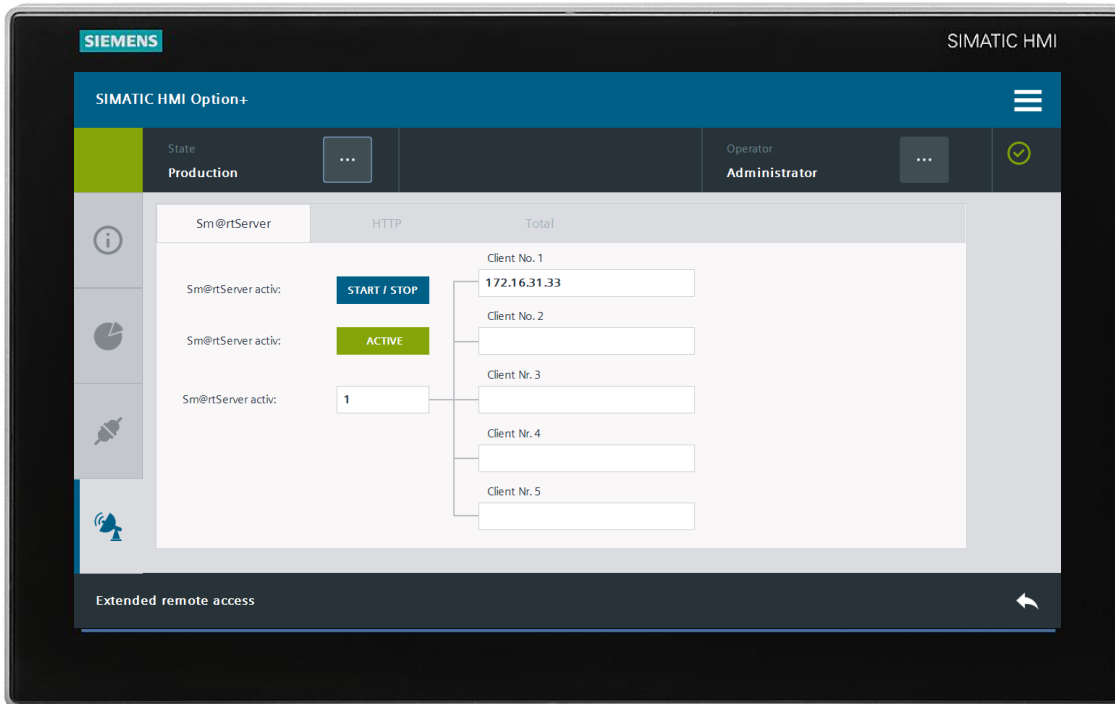 SIEMENS
SIMATIC HMI
SIMATIC HMI Option+
State
Production
...
Operator
Administrator
...
Sm@rtServer
HTTP
Total
Sm@rtServer activ:
START / STOP
Sm@rtServer activ:
ACTIVE
Sm@rtServer activ:
1
Client No. 1
172.16.31.33
Client No. 2
Client Nr. 3
Client Nr. 4
Client Nr. 5
Extended remote access